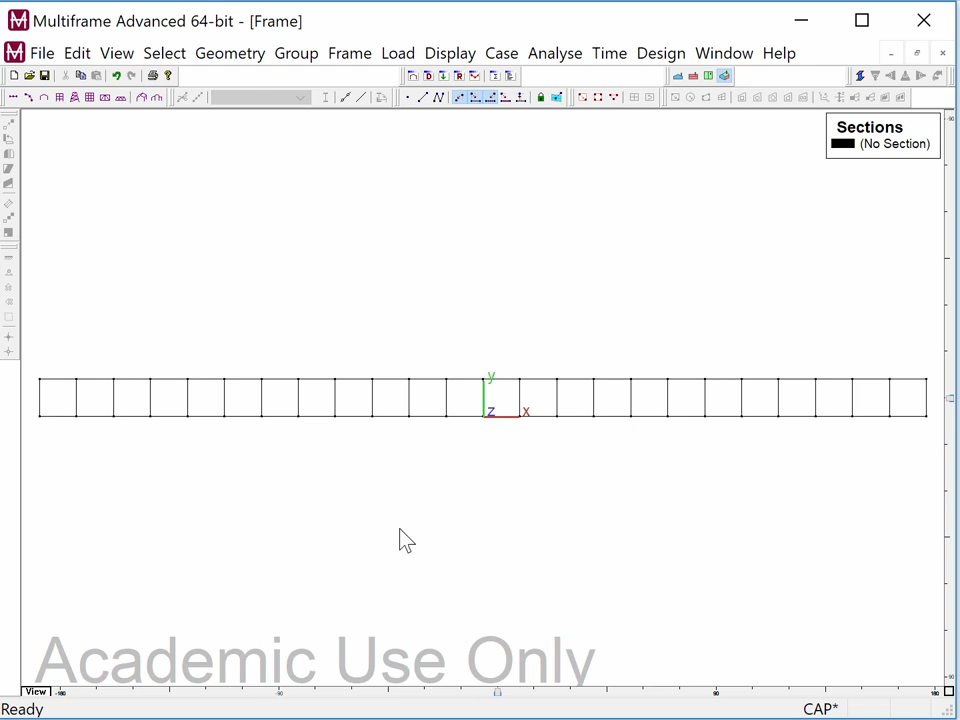 Multiframe Advanced 64-bit - [Frame]
File Edit View Select Geometry Group Frame Load Display Case Analyse Time Design Window Help
Sections
(No Section)
y
z x
Academic Use Only
View
Ready CAP*